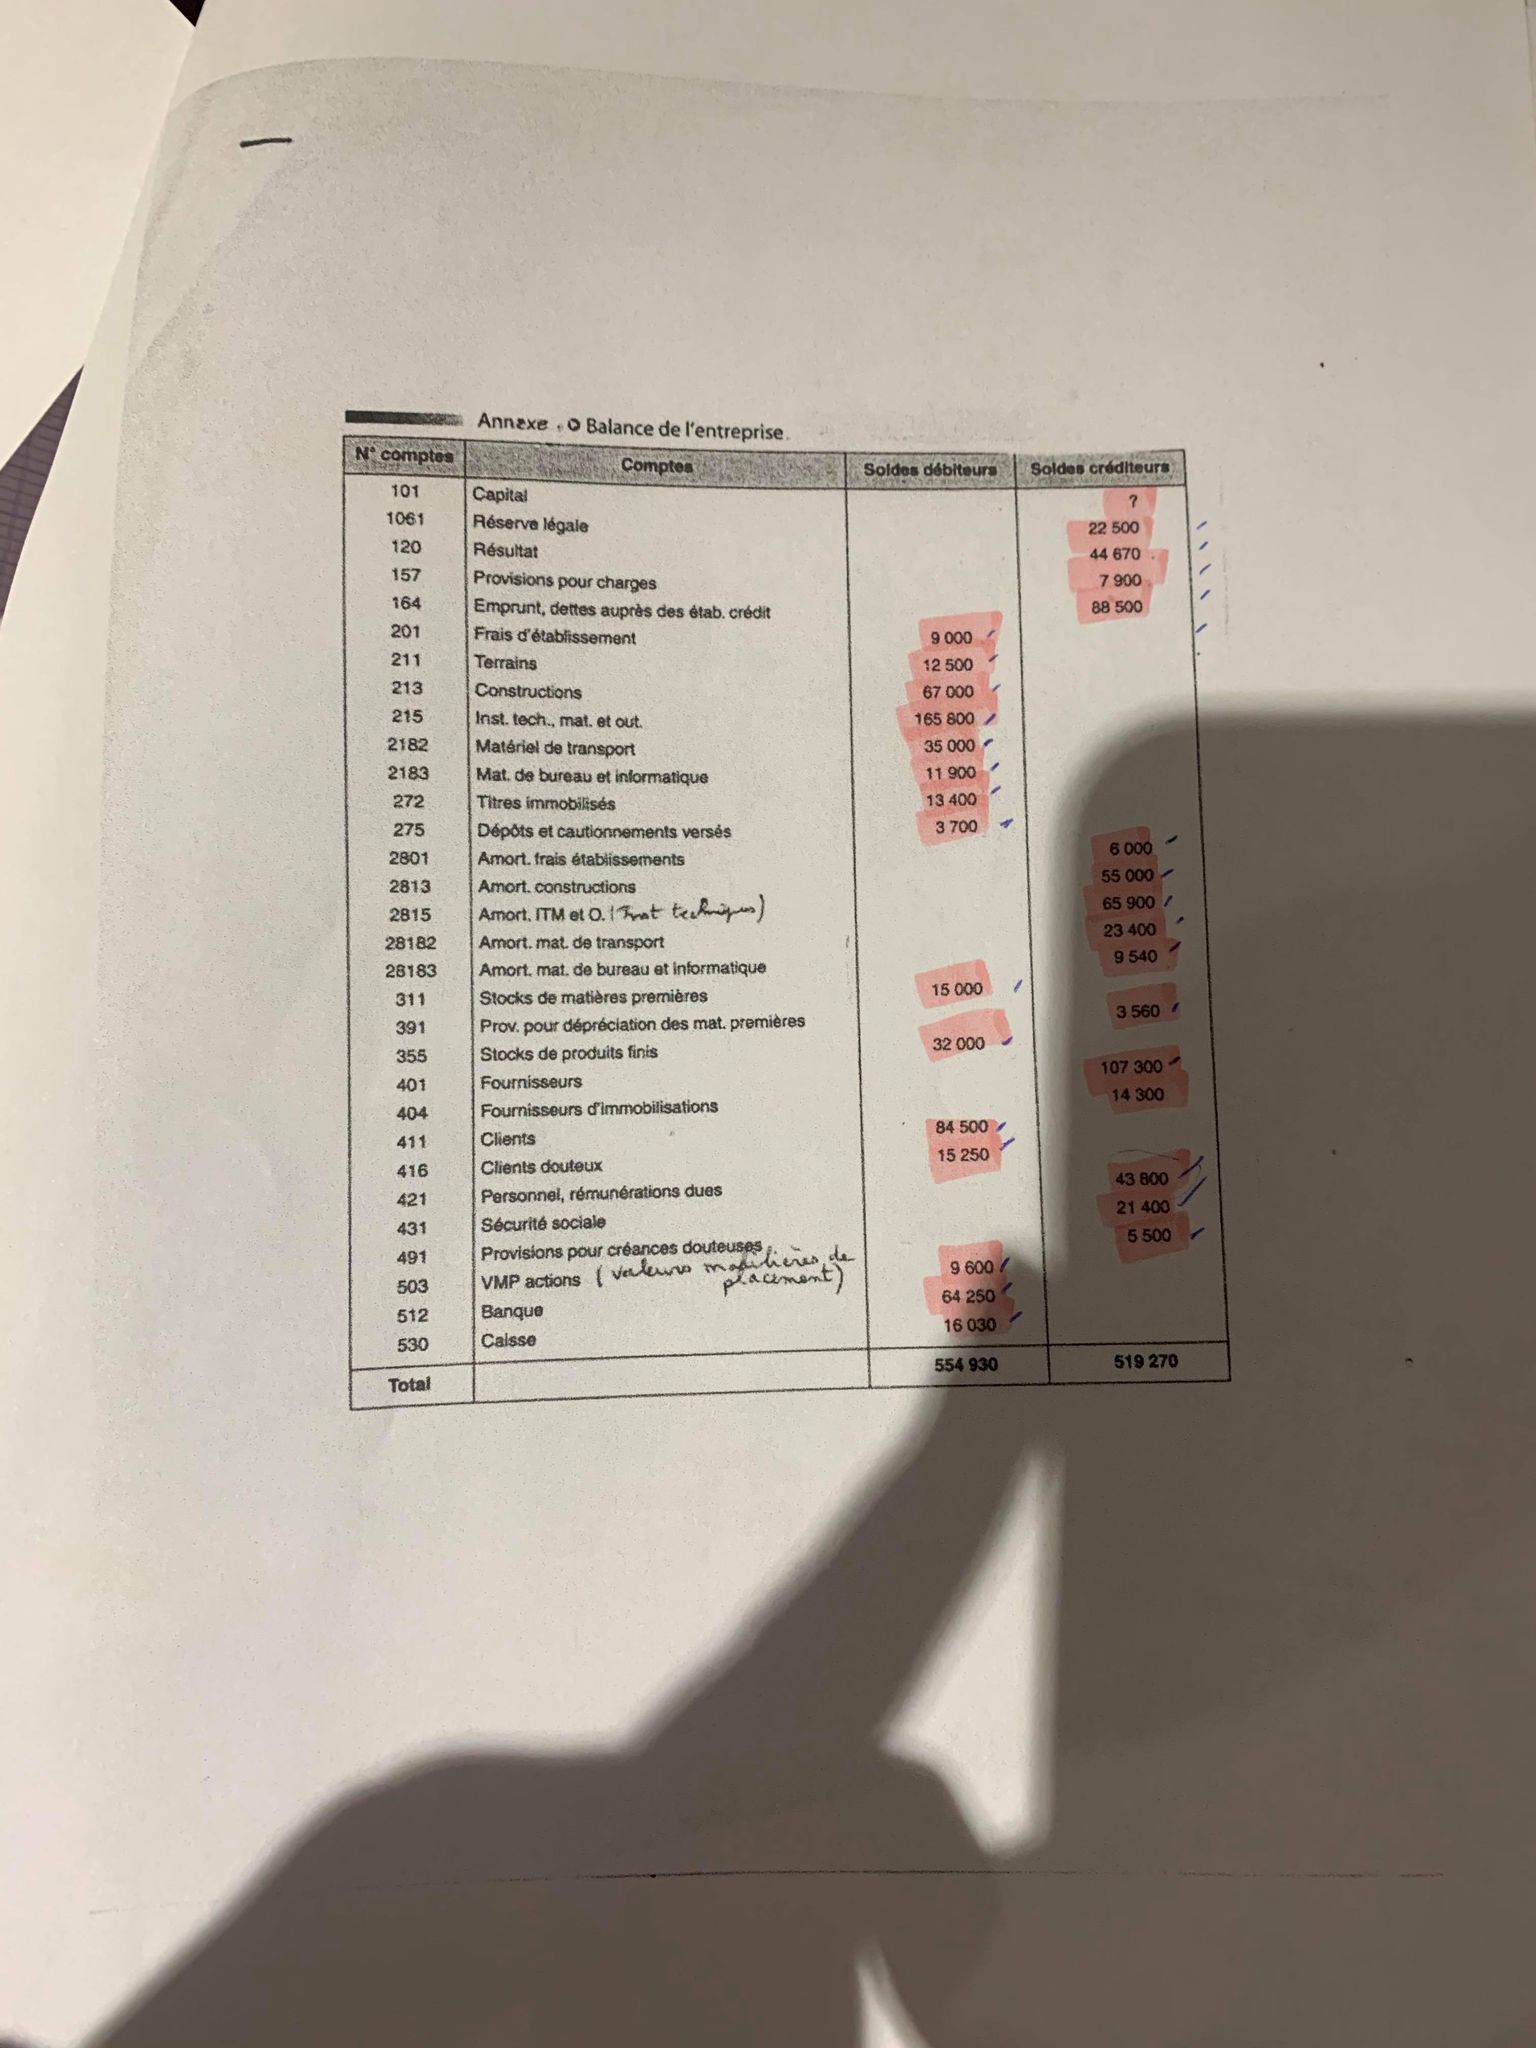 Annexe . Balance de l'entreprise.
N° comptes Comptes Soldes débiteurs Soldes créditeurs
101 Capital ?
1061 Réserve légale 22 500
120 Résultat 44 670
157 Provisions pour charges 7 900
164 Emprunt, dettes auprès des étab. crédit 88 500
201 Frais d'établissement 9 000
211 Terrains 12 500
213 Constructions 67 000
215 Inst. tech., mat. et out. 165 800
2182 Matériel de transport 35 000
2183 Mat. de bureau et informatique 11 900
272 Titres immobilisés 13 400
275 Dépôts et cautionnements versés 3 700
2801 Amort. frais établissements 6 000
2813 Amort. constructions 55 000
2815 Amort. ITM et O. (Inst techniques) 65 900
28182 Amort. mat. de transport 23 400
28183 Amort. mat. de bureau et informatique 9 540
311 Stocks de matières premières 15 000
391 Prov. pour dépréciation des mat. premières 3 560
355 Stocks de produits finis 32 000
401 Fournisseurs 107 300
404 Fournisseurs d'immobilisations 14 300
411 Clients 84 500
416 Clients douteux 15 250
421 Personnel, rémunérations dues 43 800
431 Sécurité sociale 21 400
491 Provisions pour créances douteuses 5 500
503 VMP actions (valeurs mobilières de placement) 9 600
512 Banque 64 250
530 Caisse 16 030
Total 554 930 519 270